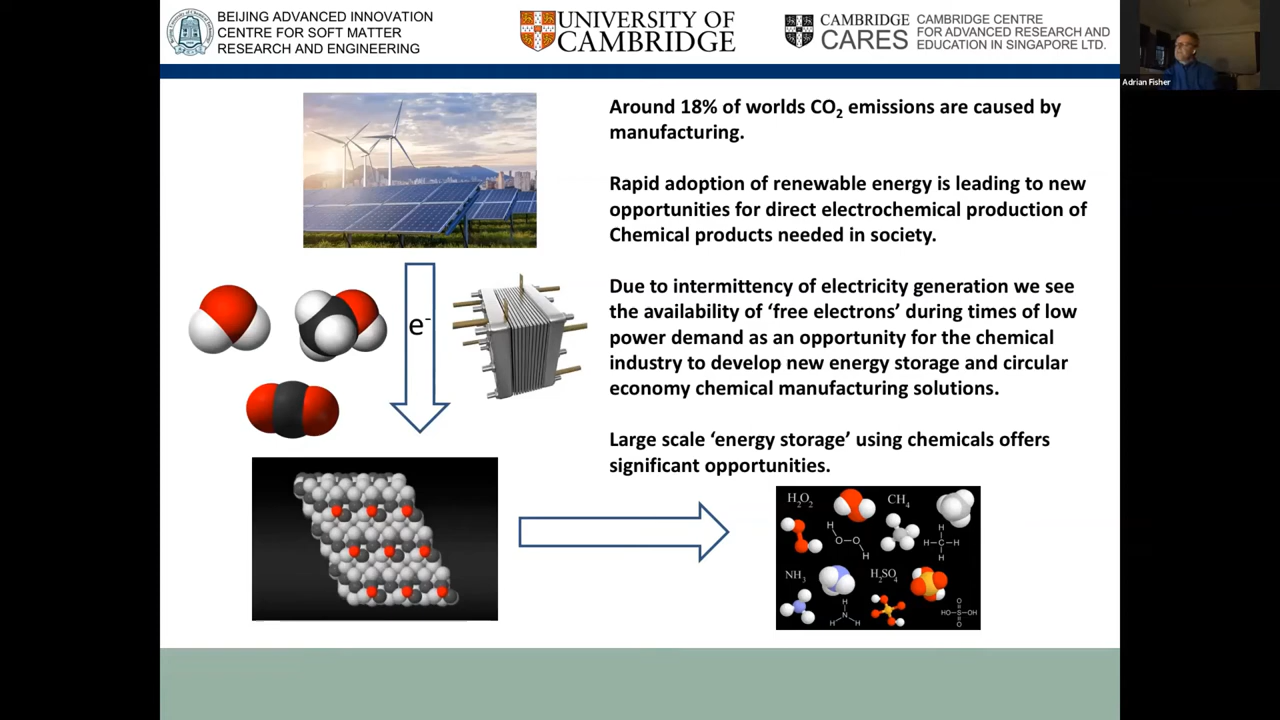 BEIJING ADVANCED INNOVATION
CENTRE FOR SOFT MATTER
RESEARCH AND ENGINEERING
UNIVERSITY OF
CAMBRIDGE
CAMBRIDGE
CARES
CAMBRIDGE CENTRE
FOR ADVANCED RESEARCH AND
EDUCATION IN SINGAPORE LTD.
Adrian Fisher
Around 18% of worlds CO2 emissions are caused by
manufacturing.
Rapid adoption of renewable energy is leading to new
opportunities for direct electrochemical production of
Chemical products needed in society.
Due to intermittency of electricity generation we see
the availability of ‘free electrons’ during times of low
power demand as an opportunity for the chemical
industry to develop new energy storage and circular
economy chemical manufacturing solutions.
Large scale ‘energy storage’ using chemicals offers
significant opportunities.
e-
H2O2
CH4
H
O–O
H
H
H–C–H
H
NH3
H2SO4
H
N
H H
O
HO–S–OH
O